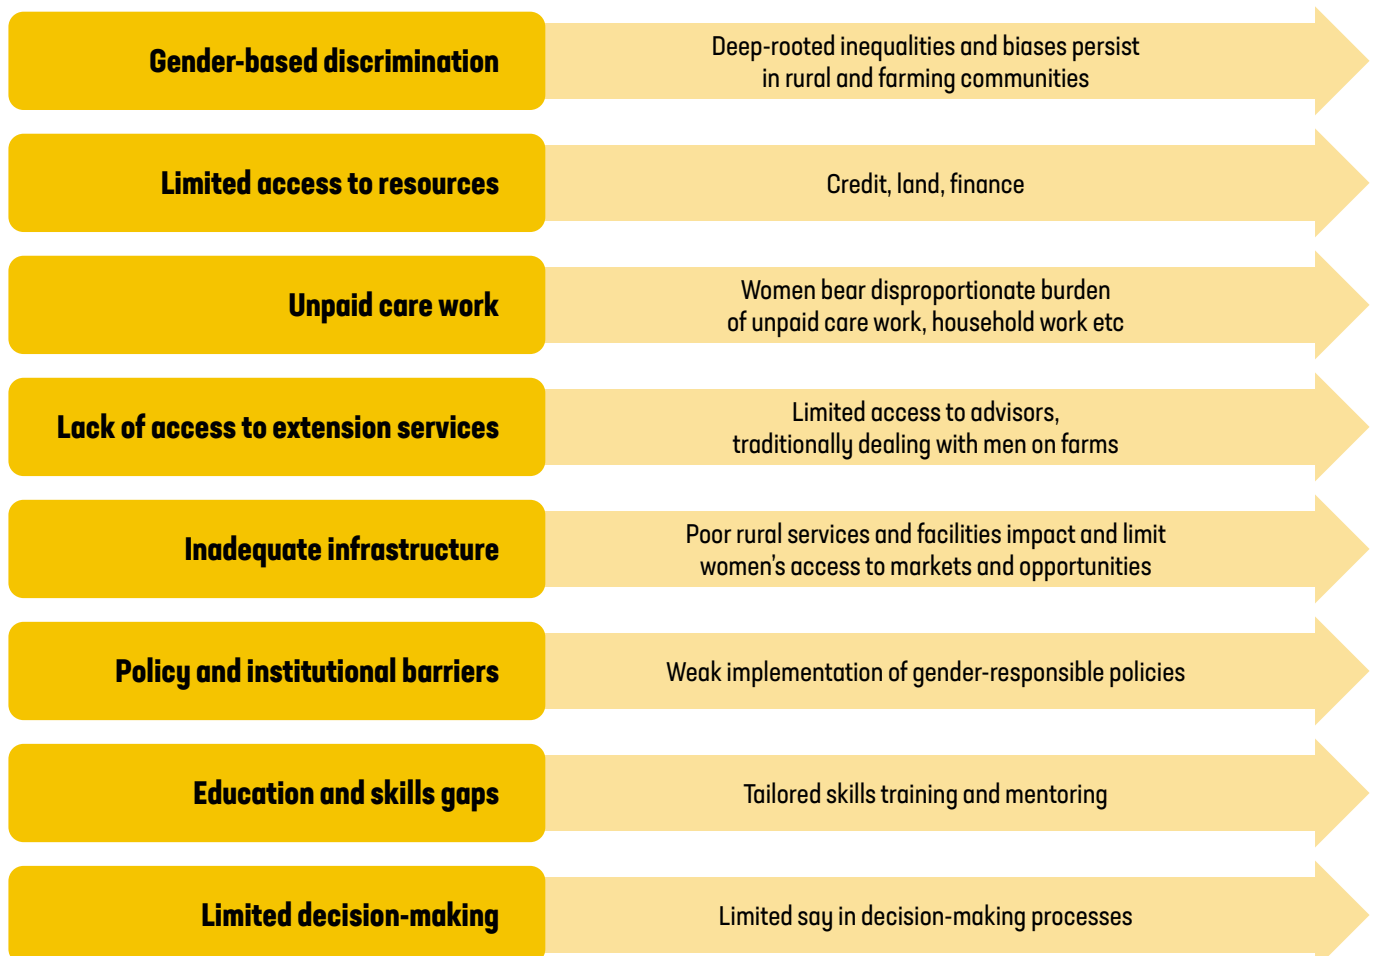 Gender-based discrimination
Deep-rooted inequalities and biases persist
in rural and farming communities
Limited access to resources
Credit, land, finance
Unpaid care work
Women bear disproportionate burden
of unpaid care work, household work etc
Lack of access to extension services
Limited access to advisors,
traditionally dealing with men on farms
Inadequate infrastructure
Poor rural services and facilities impact and limit
women's access to markets and opportunities
Policy and institutional barriers
Weak implementation of gender-responsible policies
Education and skills gaps
Tailored skills training and mentoring
Limited decision-making
Limited say in decision-making processes